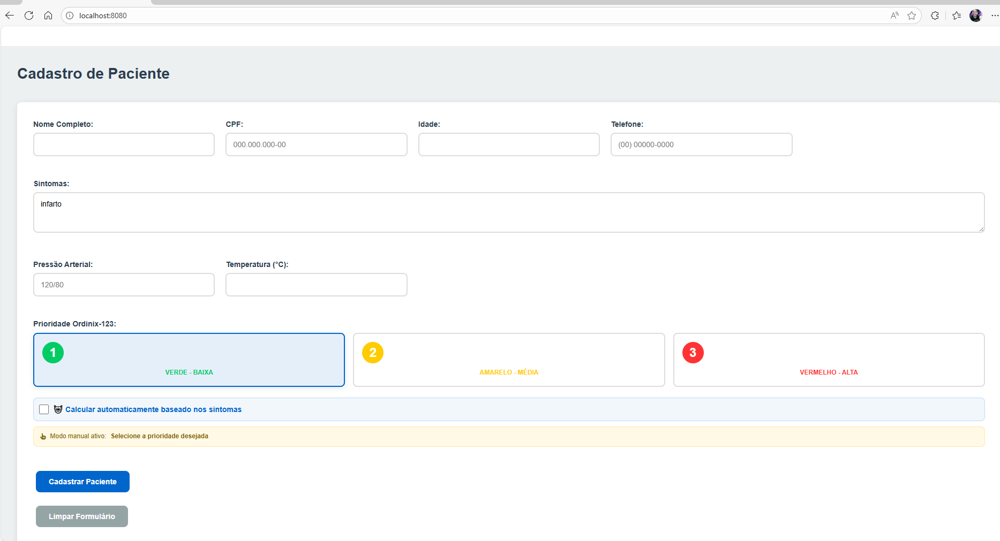 localhost:8080
Cadastro de Paciente
Nome Completo:
CPF:
Idade:
Telefone:
000.000.000-00
(00) 00000-0000
Sintomas:
infarto
Pressão Arterial:
Temperatura (°C):
120/80
Prioridade Ordinix-123:
1
VERDE - BAIXA
2
AMARELO - MÉDIA
3
VERMELHO - ALTA
Calcular automaticamente baseado nos sintomas
Modo manual ativo: Selecione a prioridade desejada
Cadastrar Paciente
Limpar Formulário